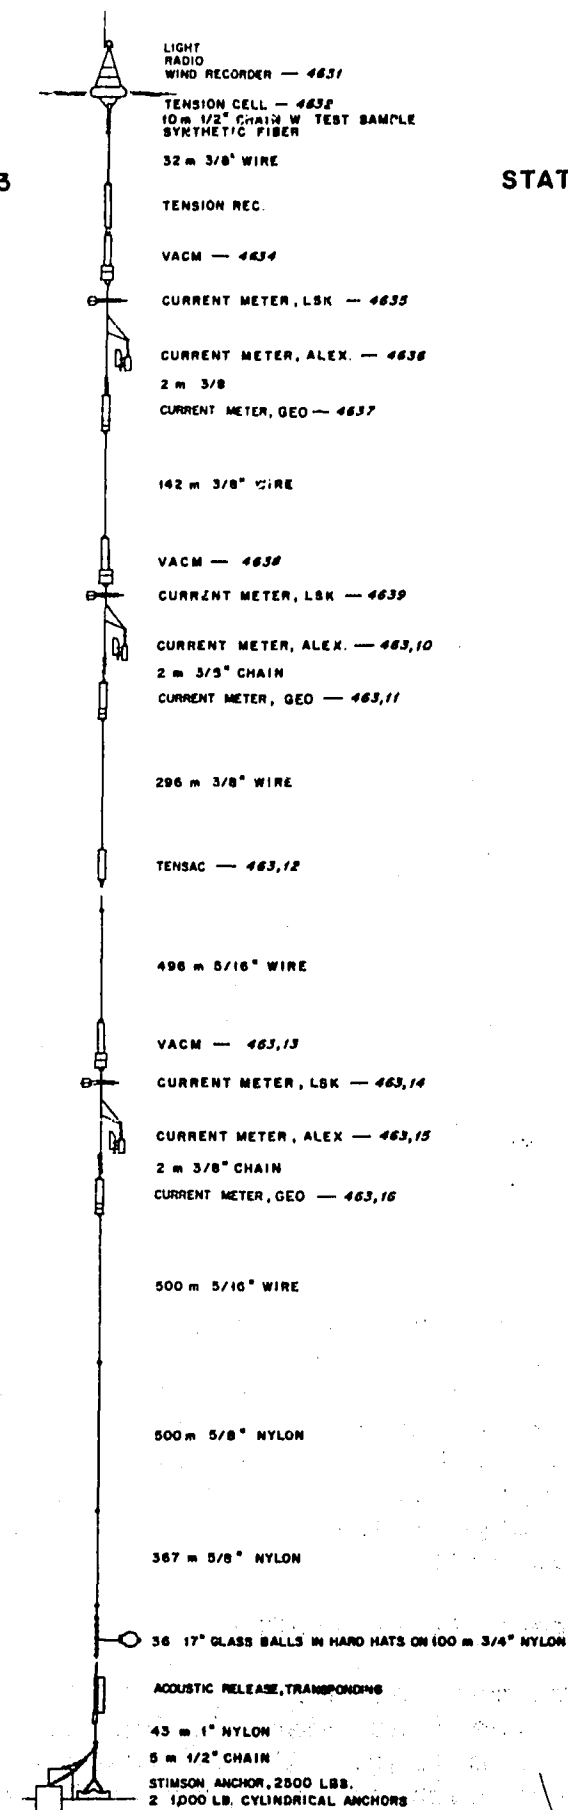 LIGHT
RADIO
WIND RECORDER — 4631
TENSION CELL — 4632
10m 1/2" CHAIN W TEST SAMPLE
SYNTHETIC FIBER
32 m 3/8" WIRE
3
STAT
TENSION REC.
VACM — 4634
CURRENT METER, LSK — 4635
CURRENT METER, ALEX. — 4636
2 m 3/8
CURRENT METER, GEO — 4637
142 m 3/8" WIRE
VACM — 4638
CURRENT METER, LSK — 4639
CURRENT METER, ALEX. — 463,10
2 m 3/8" CHAIN
CURRENT METER, GEO — 463,11
296 m 3/8" WIRE
TENSAC — 463,12
496 m 5/16" WIRE
VACM — 463,13
CURRENT METER, LSK — 463,14
CURRENT METER, ALEX — 463,15
2 m 3/8" CHAIN
CURRENT METER, GEO — 463,16
500 m 5/16" WIRE
500 m 5/8" NYLON
367 m 5/8" NYLON
36 17" GLASS BALLS IN HARD HATS ON 100 m 3/4" NYLON
ACOUSTIC RELEASE, TRANSPONDING
43 m 1" NYLON
5 m 1/2" CHAIN
STIMSON ANCHOR, 2500 LBS.
2 1,000 LB. CYLINDRICAL ANCHORS